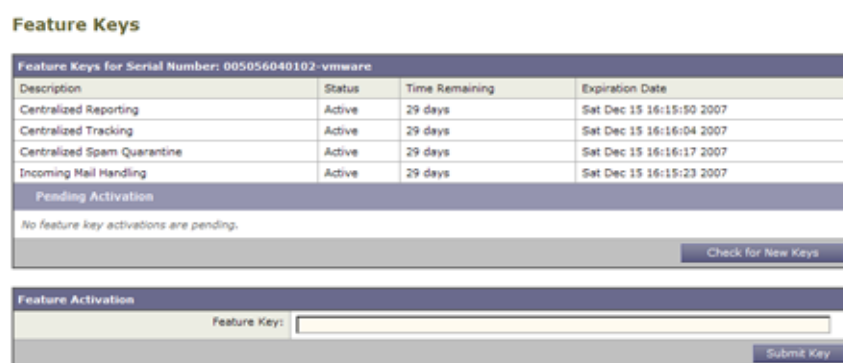 Feature Keys
Feature Keys for Serial Number: 005056040102-vmware
Description Status Time Remaining Expiration Date
Centralized Reporting Active 29 days Sat Dec 15 16:15:50 2007
Centralized Tracking Active 29 days Sat Dec 15 16:16:04 2007
Centralized Spam Quarantine Active 29 days Sat Dec 15 16:16:17 2007
Incoming Mail Handling Active 29 days Sat Dec 15 16:15:23 2007
Pending Activation
No feature key activations are pending.
Check for New Keys
Feature Activation
Feature Key:
Submit Key